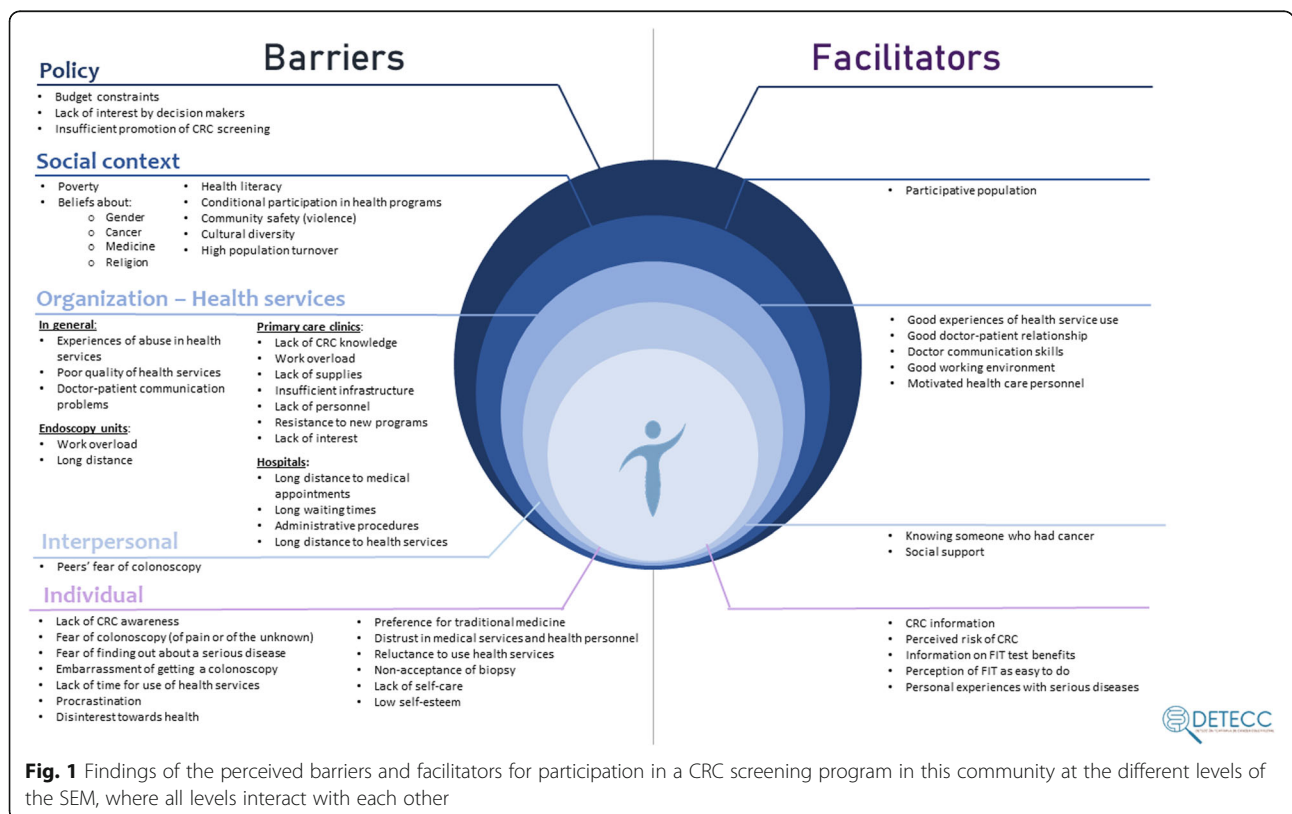 Barriers
Facilitators
Policy
• Budget constraints
• Lack of interest by decision makers
• Insufficient promotion of CRC screening
Social context
• Poverty
• Beliefs about:
o Gender
o Cancer
o Medicine
o Religion
• Health literacy
• Conditional participation in health programs
• Community safety (violence)
• Cultural diversity
• High population turnover
• Participative population
Organization – Health services
In general:
• Experiences of abuse in health
services
• Poor quality of health services
• Doctor-patient communication
problems
Endoscopy units:
• Work overload
• Long distance
Primary care clinics:
• Lack of CRC knowledge
• Work overload
• Lack of supplies
• Insufficient infrastructure
• Lack of personnel
• Resistance to new programs
• Lack of interest
Hospitals:
• Long distance to medical
appointments
• Long waiting times
• Administrative procedures
• Long distance to health services
• Good experiences of health service use
• Good doctor-patient relationship
• Doctor communication skills
• Good working environment
• Motivated health care personnel
Interpersonal
• Peers' fear of colonoscopy
• Knowing someone who had cancer
• Social support
Individual
• Lack of CRC awareness
• Fear of colonoscopy (of pain or of the unknown)
• Fear of finding out about a serious disease
• Embarrassment of getting a colonoscopy
• Lack of time for use of health services
• Procrastination
• Disinterest towards health
• Preference for traditional medicine
• Distrust in medical services and health personnel
• Reluctance to use health services
• Non-acceptance of biopsy
• Lack of self-care
• Low self-esteem
• CRC information
• Perceived risk of CRC
• Information on FIT test benefits
• Perception of FIT as easy to do
• Personal experiences with serious diseases
DETECC
Fig. 1 Findings of the perceived barriers and facilitators for participation in a CRC screening program in this community at the different levels of
the SEM, where all levels interact with each other